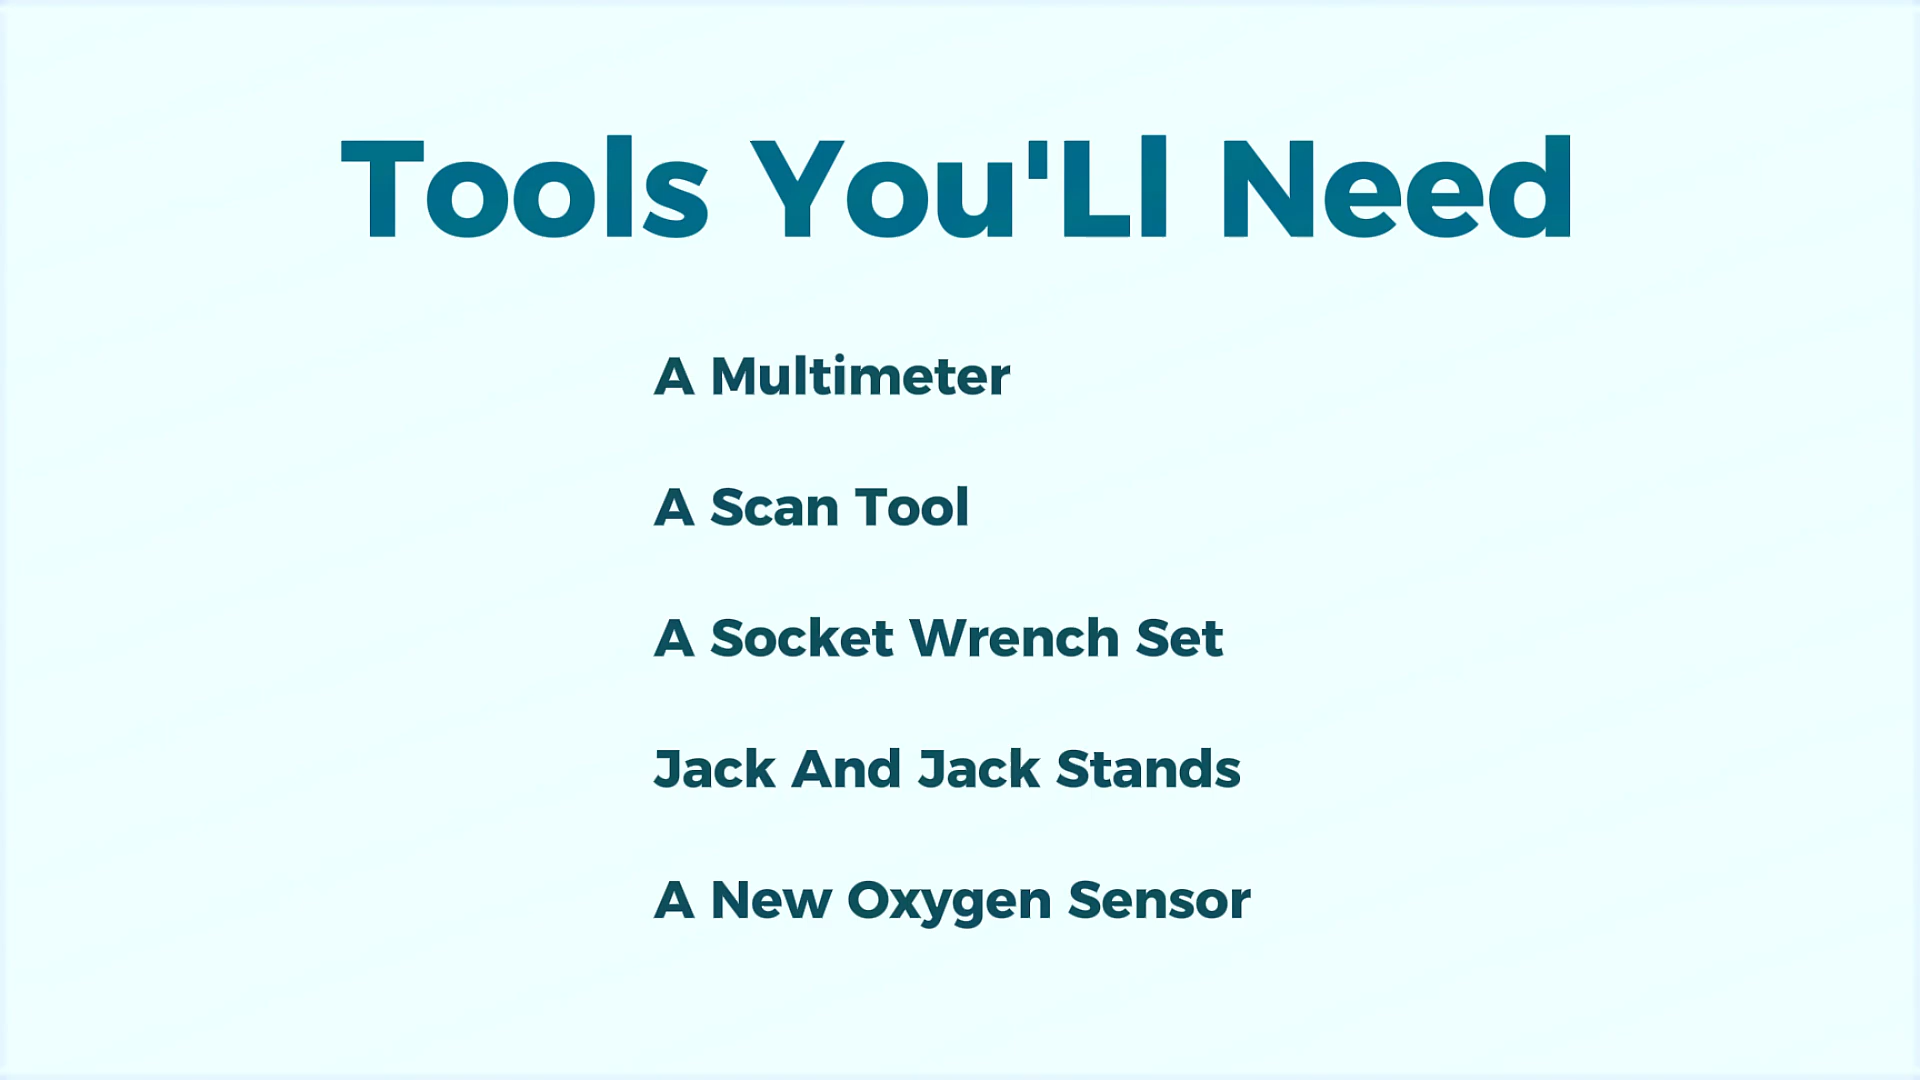 Tools You'Ll Need
A Multimeter
A Scan Tool
A Socket Wrench Set
Jack And Jack Stands
A New Oxygen Sensor